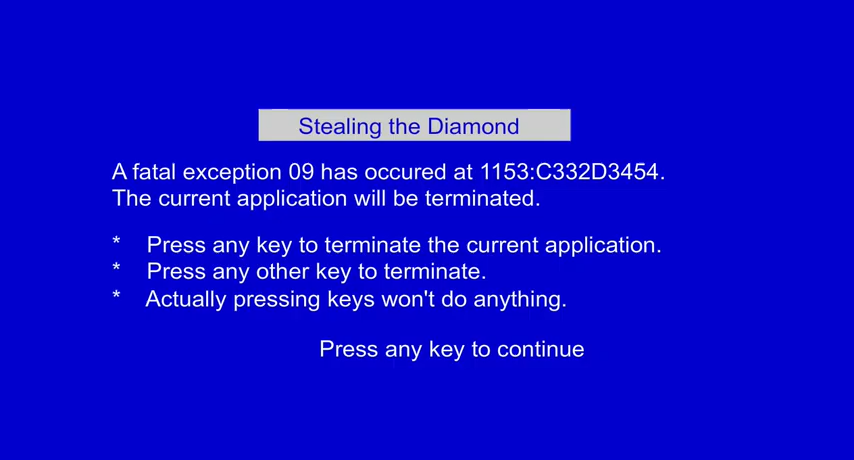 Stealing the Diamond
A fatal exception 09 has occured at 1153:C332D3454.
The current application will be terminated.
* Press any key to terminate the current application.
* Press any other key to terminate.
* Actually pressing keys won't do anything.
Press any key to continue